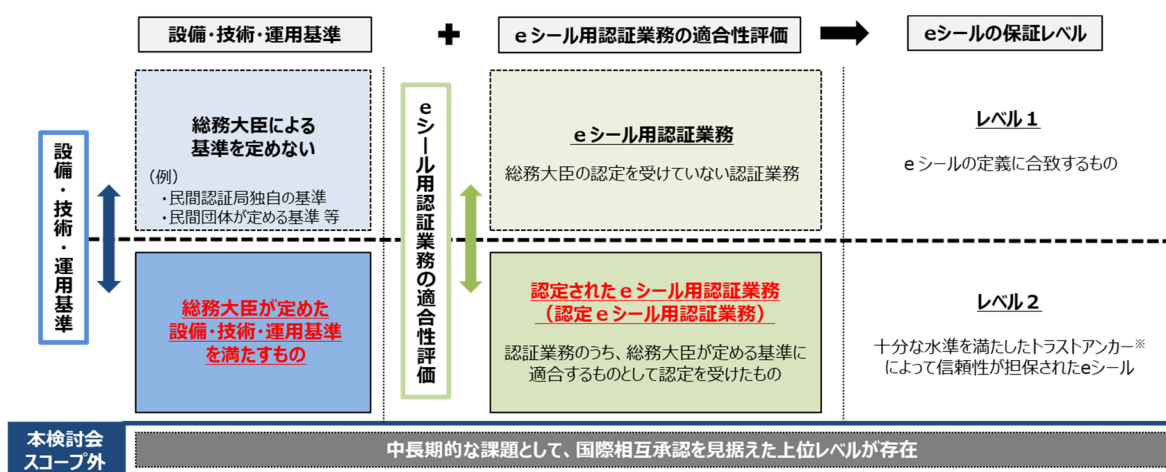 設備・技術・運用基準
＋
eシール用認証業務の適合性評価
eシールの保証レベル
設備・技術・運用基準
総務大臣による
基準を定めない
（例）
・民間認証局独自の基準
・民間団体が定める基準 等
eシール用認証業務の適合性評価
eシール用認証業務
総務大臣の認定を受けていない認証業務
レベル１
eシールの定義に合致するもの
総務大臣が定めた
設備・技術・運用基準
を満たすもの
認定されたeシール用認証業務
（認定eシール用認証業務）
認証業務のうち、総務大臣が定める基準に
適合するものとして認定を受けたもの
レベル２
十分な水準を満たしたトラストアンカー※
によって信頼性が担保されたeシール
本検討会
スコープ外
中長期的な課題として、国際相互承認を見据えた上位レベルが存在